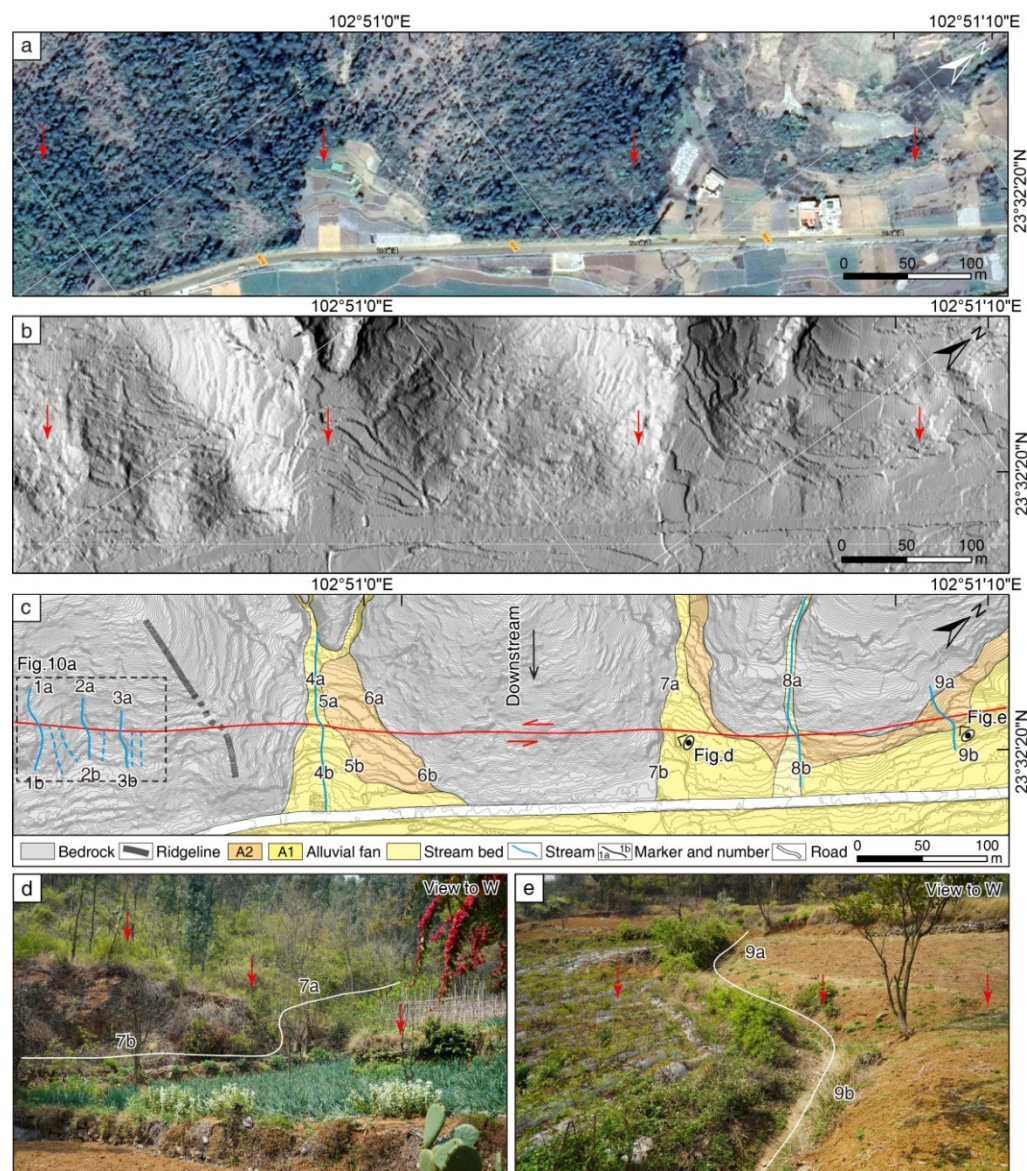 102°51'0"E
102°51'10"E
a
N
23°32'20"N
0 50 100
m
102°51'0"E
102°51'10"E
b
N
23°32'20"N
0 50 100
m
102°51'0"E
102°51'10"E
c
N
Fig.10a
Downstream
1a
2a
3a
4a
5a
6a
7a
8a
9a
Fig.e
Fig.d
1b
2b
3b
4b
5b
6b
7b
8b
9b
23°32'20"N
Bedrock Ridgeline A2 A1 Alluvial fan Stream bed Stream 1a 1b Marker and number Road 0 50 100
m
d
View to W
7a
7b
e
View to W
9a
9b